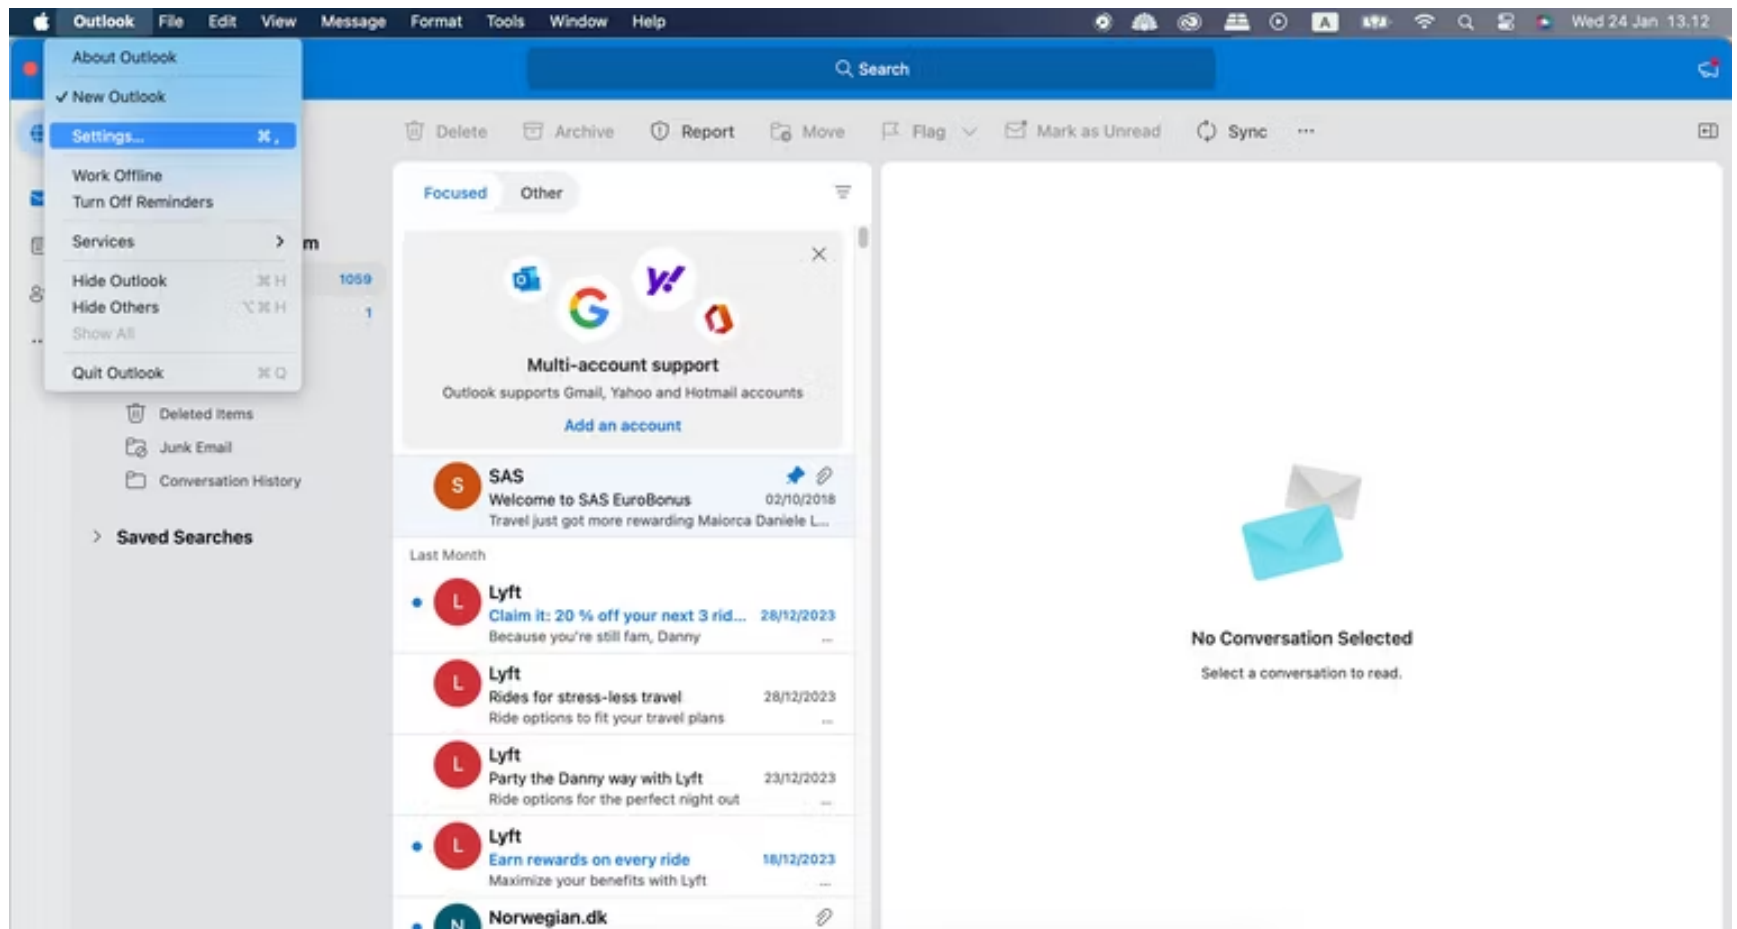 Outlook File Edit View Message Format Tools Window Help
A
Wed 24 Jan 13.12
About Outlook
✓ New Outlook
Settings... ⌘ ,
Work Offline
Turn Off Reminders
Services >
Hide Outlook ⌘ H
Hide Others ⌥ ⌘ H
Show All
Quit Outlook ⌘ Q
Search
Delete Archive Report Move Flag Mark as Unread Sync ...
m
1059
1
Deleted Items
Junk Email
Conversation History
> Saved Searches
Focused Other
Multi-account support
Outlook supports Gmail, Yahoo and Hotmail accounts
Add an account
S
SAS
Welcome to SAS EuroBonus 02/10/2018
Travel just got more rewarding Maiorca Daniele L...
Last Month
L
Lyft
Claim it: 20 % off your next 3 rid... 28/12/2023
Because you're still fam, Danny ...
L
Lyft
Rides for stress-less travel 28/12/2023
Ride options to fit your travel plans ...
L
Lyft
Party the Danny way with Lyft 23/12/2023
Ride options for the perfect night out ...
L
Lyft
Earn rewards on every ride 18/12/2023
Maximize your benefits with Lyft ...
N
Norwegian.dk
No Conversation Selected
Select a conversation to read.